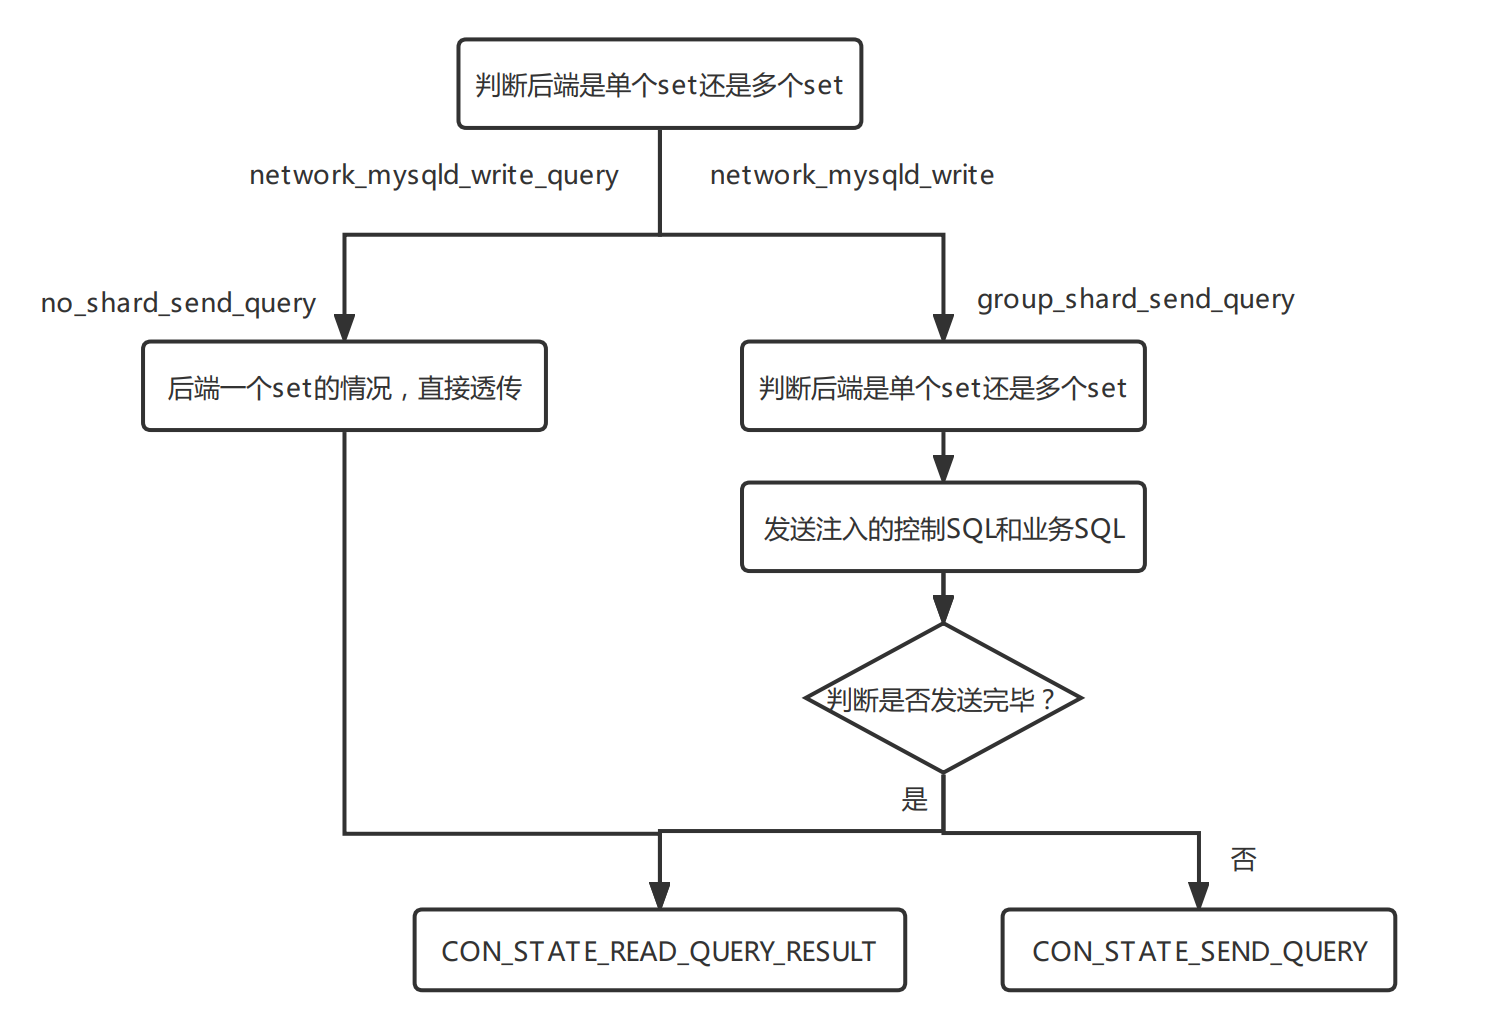 判断后端是单个set还是多个set
network_mysqld_write_query
network_mysqld_write
no_shard_send_query
group_shard_send_query
后端一个set的情况，直接透传
判断后端是单个set还是多个set
发送注入的控制SQL和业务SQL
判断是否发送完毕？
是
否
CON_STATE_READ_QUERY_RESULT
CON_STATE_SEND_QUERY